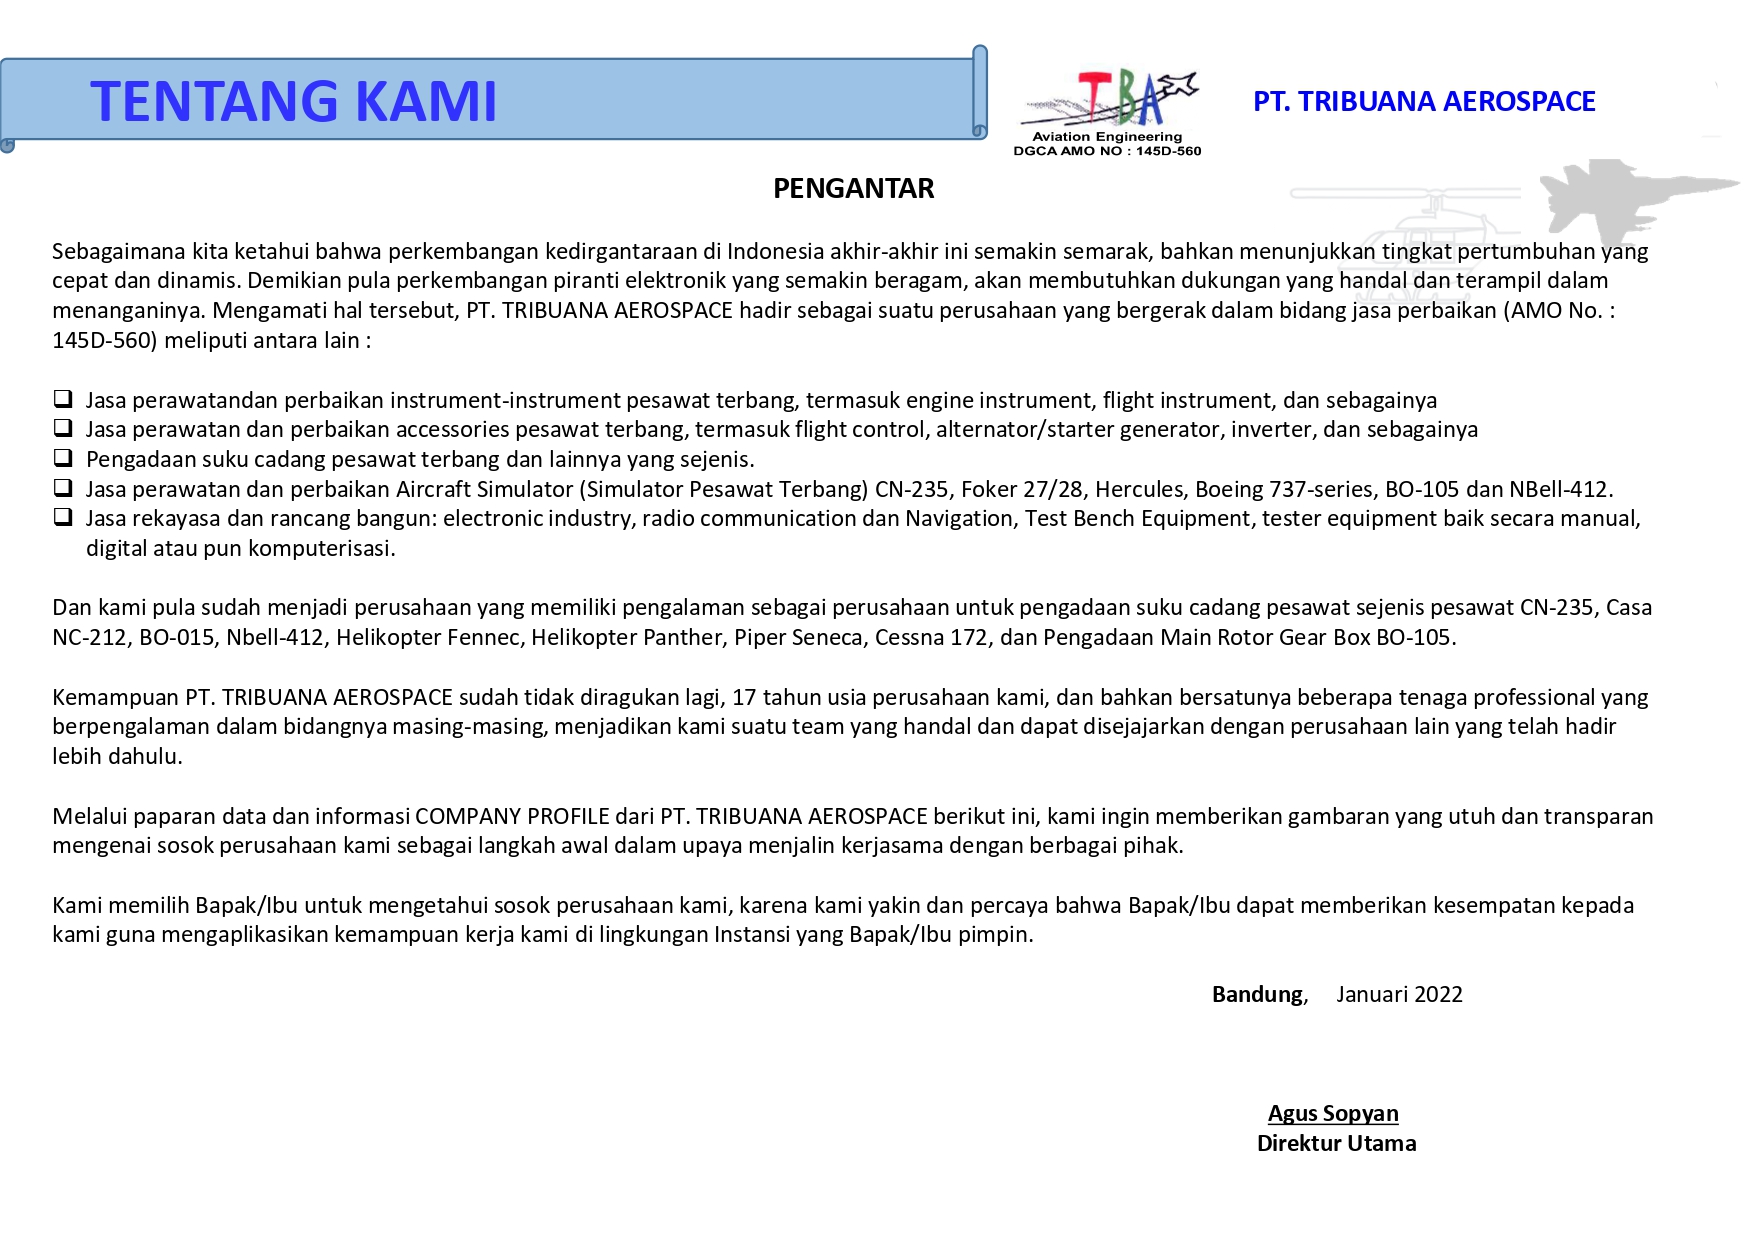 TENTANG KAMI
TBA
Aviation Engineering
DGCA AMO NO : 145D-560
PT. TRIBUANA AEROSPACE
PENGANTAR
Sebagaimana kita ketahui bahwa perkembangan kedirgantaraan di Indonesia akhir-akhir ini semakin semarak, bahkan menunjukkan tingkat pertumbuhan yang
cepat dan dinamis. Demikian pula perkembangan piranti elektronik yang semakin beragam, akan membutuhkan dukungan yang handal dan terampil dalam
menanganinya. Mengamati hal tersebut, PT. TRIBUANA AEROSPACE hadir sebagai suatu perusahaan yang bergerak dalam bidang jasa perbaikan (AMO No. :
145D-560) meliputi antara lain :
❑ Jasa perawatandan perbaikan instrument-instrument pesawat terbang, termasuk engine instrument, flight instrument, dan sebagainya
❑ Jasa perawatan dan perbaikan accessories pesawat terbang, termasuk flight control, alternator/starter generator, inverter, dan sebagainya
❑ Pengadaan suku cadang pesawat terbang dan lainnya yang sejenis.
❑ Jasa perawatan dan perbaikan Aircraft Simulator (Simulator Pesawat Terbang) CN-235, Foker 27/28, Hercules, Boeing 737-series, BO-105 dan NBell-412.
❑ Jasa rekayasa dan rancang bangun: electronic industry, radio communication dan Navigation, Test Bench Equipment, tester equipment baik secara manual,
digital atau pun komputerisasi.
Dan kami pula sudah menjadi perusahaan yang memiliki pengalaman sebagai perusahaan untuk pengadaan suku cadang pesawat sejenis pesawat CN-235, Casa
NC-212, BO-015, Nbell-412, Helikopter Fennec, Helikopter Panther, Piper Seneca, Cessna 172, dan Pengadaan Main Rotor Gear Box BO-105.
Kemampuan PT. TRIBUANA AEROSPACE sudah tidak diragukan lagi, 17 tahun usia perusahaan kami, dan bahkan bersatunya beberapa tenaga professional yang
berpengalaman dalam bidangnya masing-masing, menjadikan kami suatu team yang handal dan dapat disejajarkan dengan perusahaan lain yang telah hadir
lebih dahulu.
Melalui paparan data dan informasi COMPANY PROFILE dari PT. TRIBUANA AEROSPACE berikut ini, kami ingin memberikan gambaran yang utuh dan transparan
mengenai sosok perusahaan kami sebagai langkah awal dalam upaya menjalin kerjasama dengan berbagai pihak.
Kami memilih Bapak/Ibu untuk mengetahui sosok perusahaan kami, karena kami yakin dan percaya bahwa Bapak/Ibu dapat memberikan kesempatan kepada
kami guna mengaplikasikan kemampuan kerja kami di lingkungan Instansi yang Bapak/Ibu pimpin.
Bandung, Januari 2022
Agus Sopyan
Direktur Utama